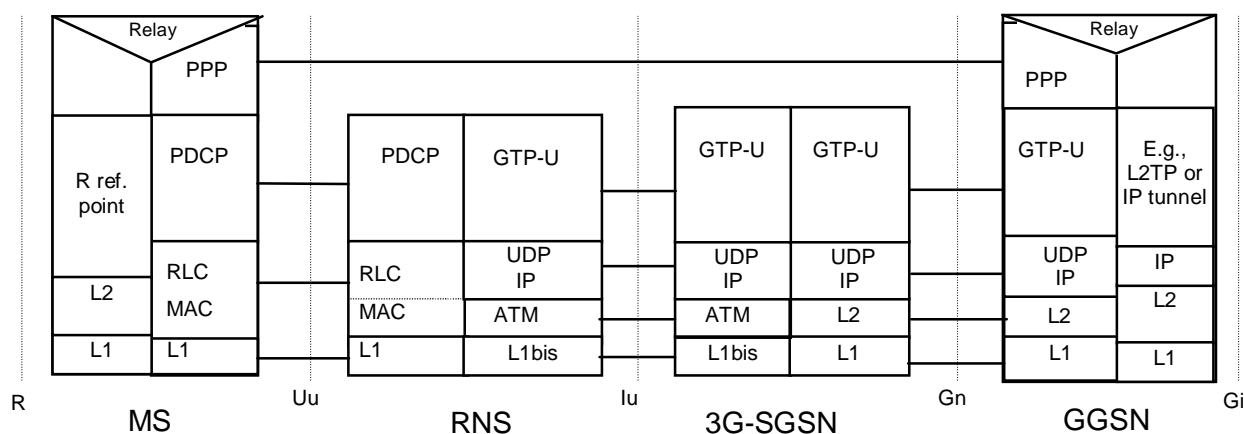 Relay
PPP
R ref.
point
PDCP
RLC
MAC
L2
L1
L1
PDCP
GTP-U
RLC
UDP
IP
MAC
ATM
L1
L1bis
GTP-U
GTP-U
UDP
IP
UDP
IP
ATM
L2
L1bis
L1
Relay
PPP
GTP-U
E.g.,
L2TP or
IP tunnel
UDP
IP
IP
L2
L2
L1
L1
R
MS
Uu
RNS
Iu
3G-SGSN
Gn
GGSN
Gi